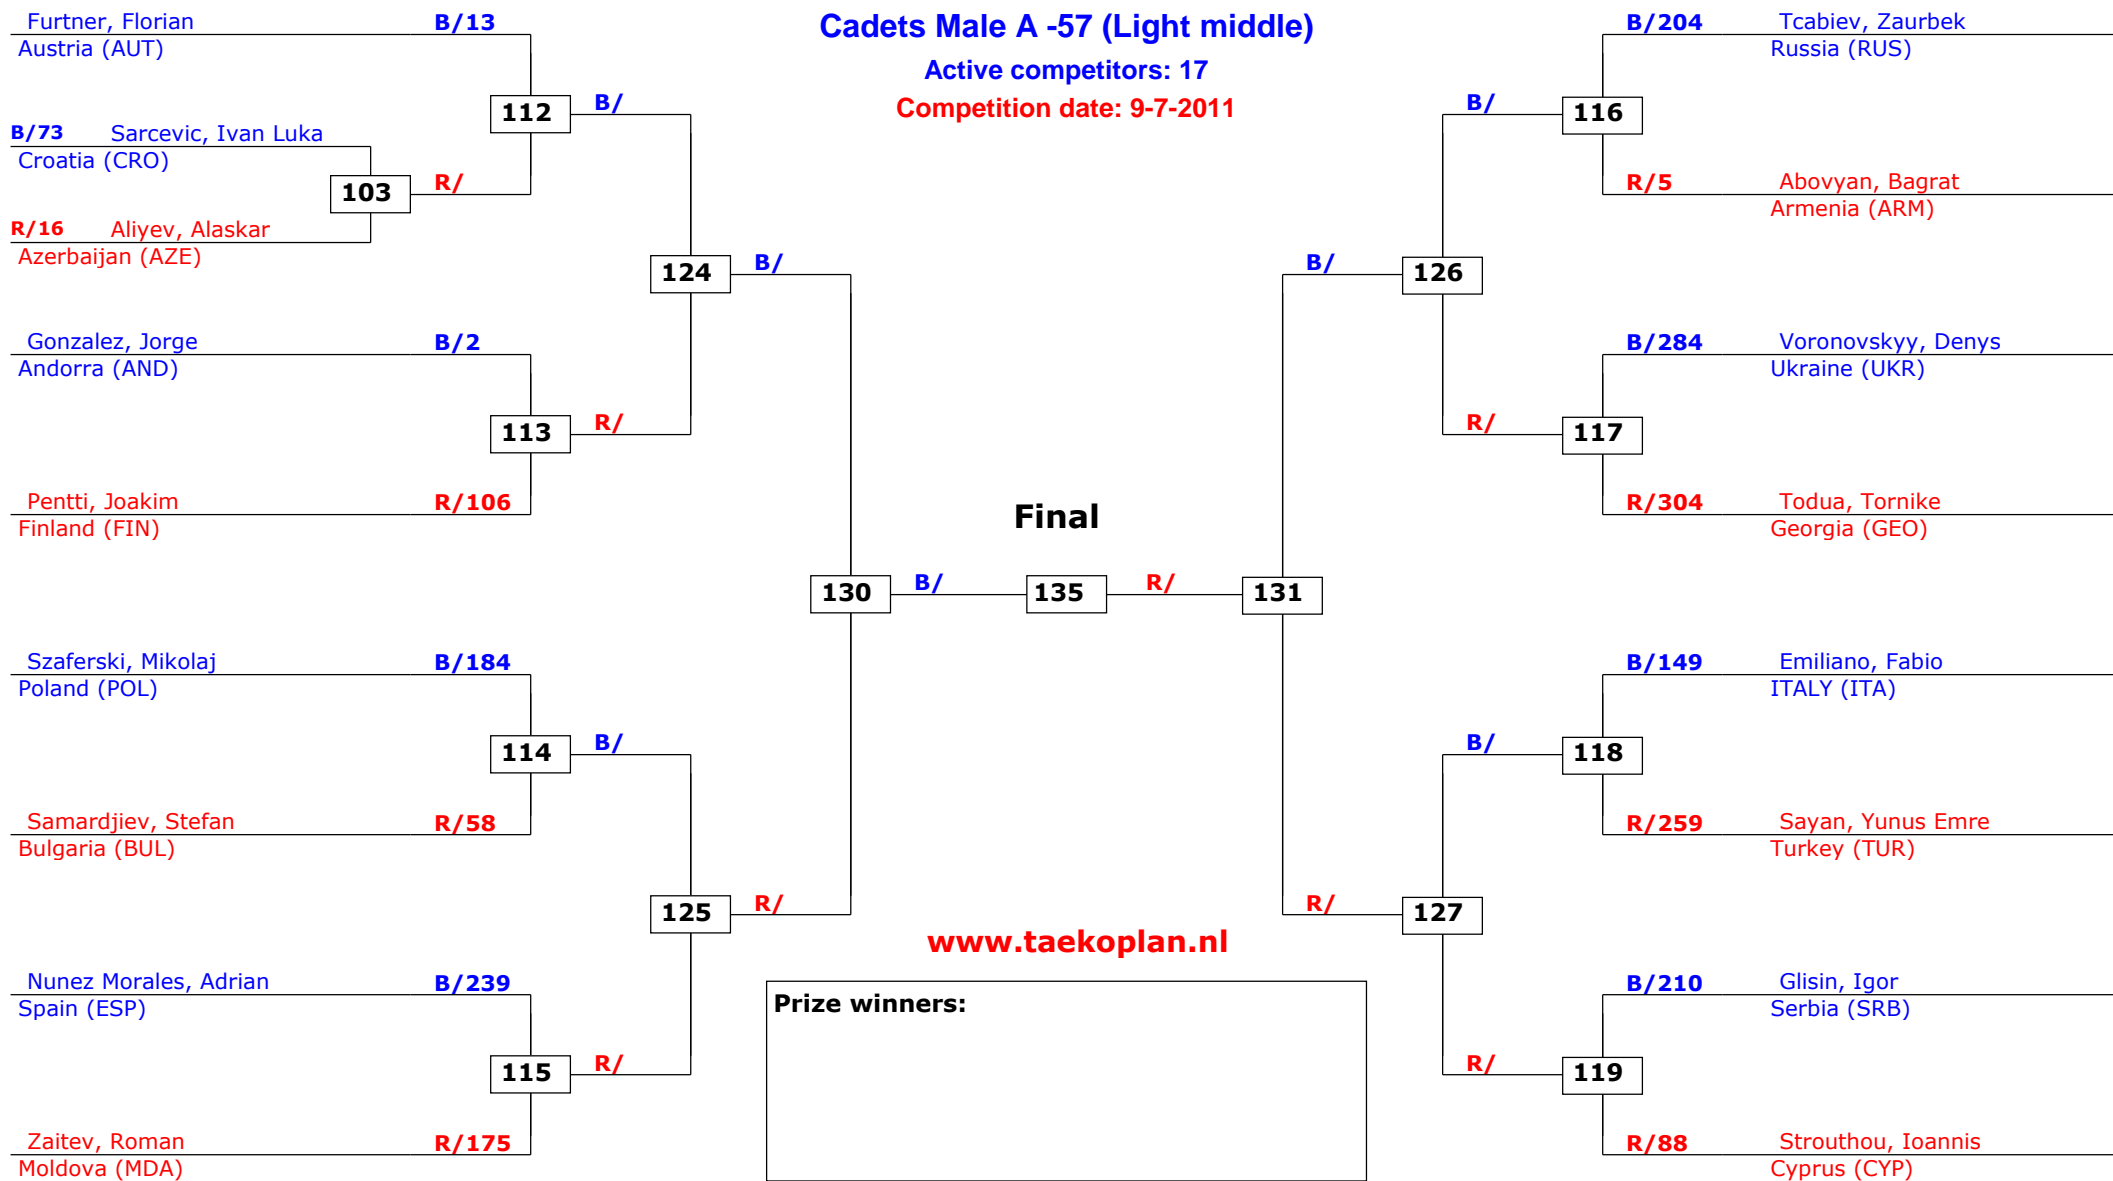 Cadets Male A -57 (Light middle)
Active competitors: 17
Competition date: 9-7-2011
Furtner, Florian B/13
Austria (AUT)
112 B/
B/73 Sarcevic, Ivan Luka
Croatia (CRO)
103 R/
R/16 Aliyev, Alaskar
Azerbaijan (AZE)
124 B/
Gonzalez, Jorge B/2
Andorra (AND)
113 R/
Pentti, Joakim R/106
Finland (FIN)
Szaferski, Mikolaj B/184
Poland (POL)
114 B/
Samardjiev, Stefan R/58
Bulgaria (BUL)
125 R/
Nunez Morales, Adrian B/239
Spain (ESP)
115 R/
Zaitev, Roman R/175
Moldova (MDA)
Final
130 B/ 135 R/ 131
www.taekoplan.nl
Prize winners:
B/204 Tcabiev, Zaurbek
Russia (RUS)
B/ 116
R/5 Abovyan, Bagrat
Armenia (ARM)
B/ 126
B/284 Voronovskyy, Denys
Ukraine (UKR)
R/ 117
R/304 Todua, Tornike
Georgia (GEO)
B/149 Emiliano, Fabio
ITALY (ITA)
B/ 118
R/259 Sayan, Yunus Emre
Turkey (TUR)
R/ 127
B/210 Glisin, Igor
Serbia (SRB)
R/ 119
R/88 Strouthou, Ioannis
Cyprus (CYP)